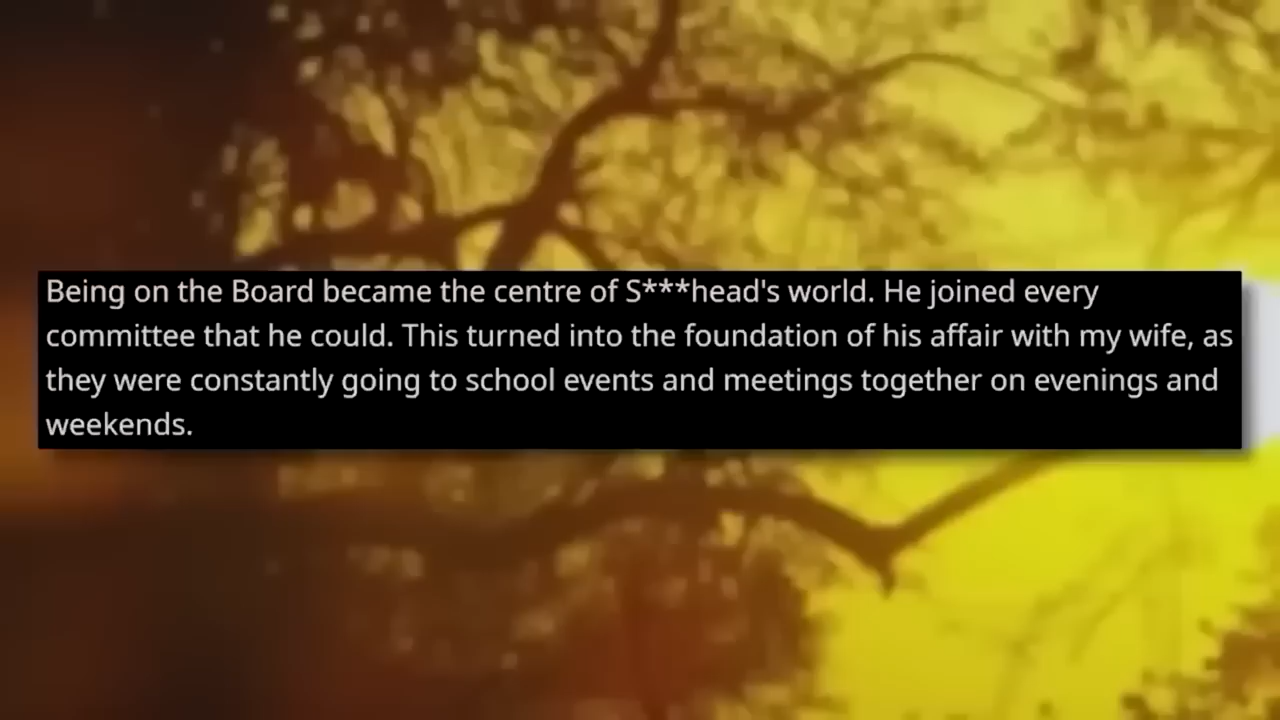 Being on the Board became the centre of S***head's world. He joined every
committee that he could. This turned into the foundation of his affair with my wife, as
they were constantly going to school events and meetings together on evenings and
weekends.